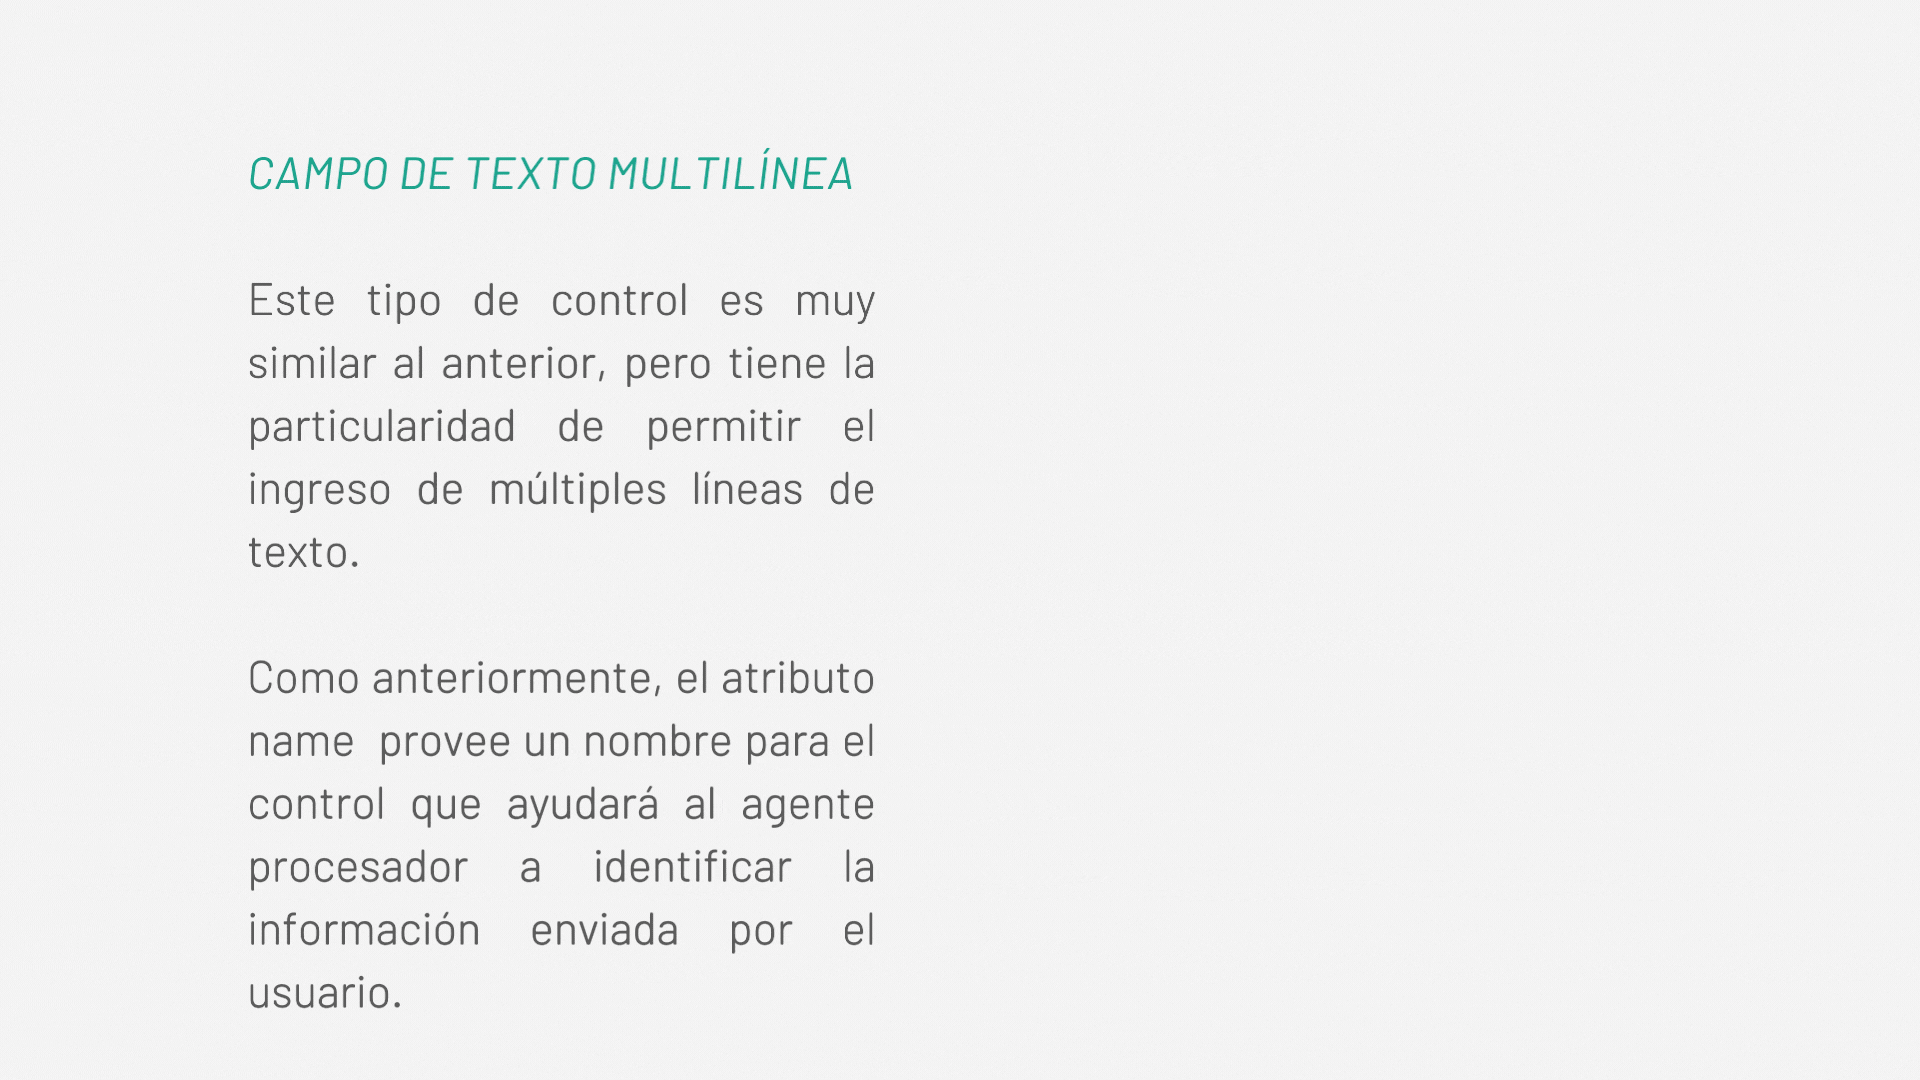 CAMPO DE TEXTO MULTILÍNEA
Este tipo de control es muy
similar al anterior, pero tiene la
particularidad de permitir el
ingreso de múltiples líneas de
texto.
Como anteriormente, el atributo
name provee un nombre para el
control que ayudará al agente
procesador a identificar la
información enviada por el
usuario.